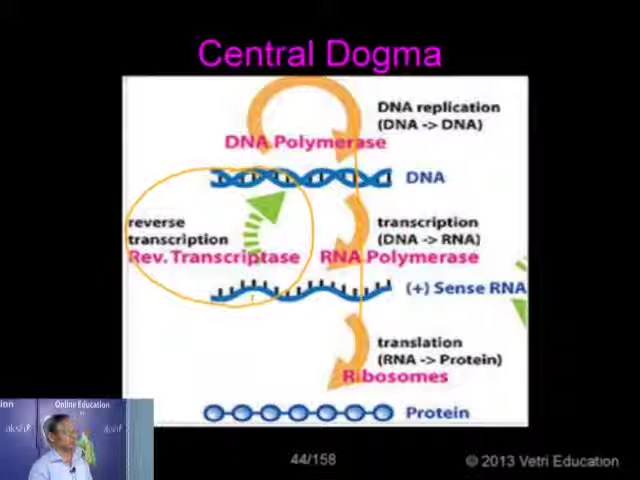 Central Dogma
DNA replication
(DNA -> DNA)
DNA Polymerase
DNA
reverse
transcription
Rev. Transcriptase
transcription
(DNA -> RNA)
RNA Polymerase
(+) Sense RNA
translation
(RNA -> Protein)
Ribosomes
Protein
Online Education
44/158
© 2013 Vetri Education